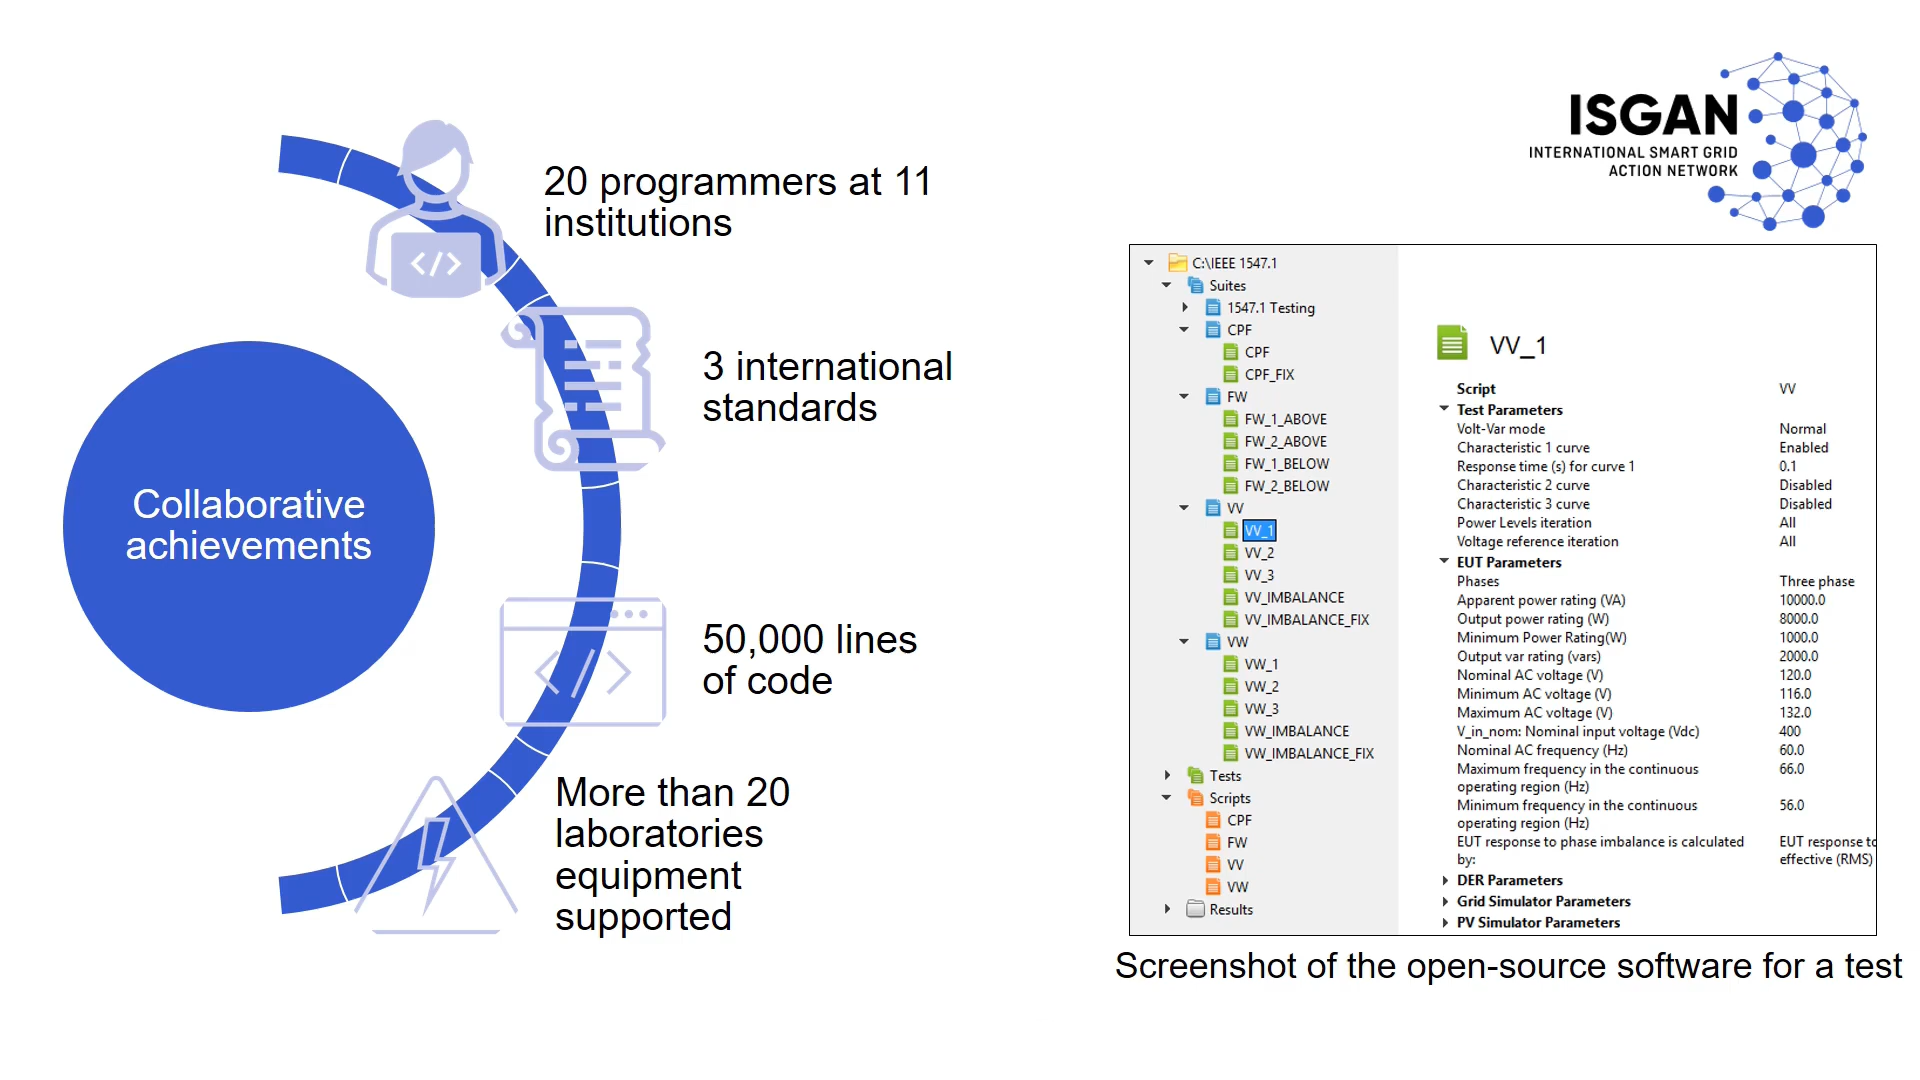 ISGAN
INTERNATIONAL SMART GRID
ACTION NETWORK
Collaborative
achievements
20 programmers at 11
institutions
3 international
standards
50,000 lines
of code
More than 20
laboratories
equipment
supported
C:\IEEE 1547.1
Suites
1547.1 Testing
CPF
CPF
CPF_FIX
FW
FW_1_ABOVE
FW_2_ABOVE
FW_1_BELOW
FW_2_BELOW
VV
VV_1
VV_2
VV_3
VV_IMBALANCE
VV_IMBALANCE_FIX
VW
VW_1
VW_2
VW_3
VW_IMBALANCE
VW_IMBALANCE_FIX
Tests
Scripts
CPF
FW
VV
VW
Results
VV_1
Script VV
Test Parameters
Volt-Var mode Normal
Characteristic 1 curve Enabled
Response time (s) for curve 1 0.1
Characteristic 2 curve Disabled
Characteristic 3 curve Disabled
Power Levels iteration All
Voltage reference iteration All
EUT Parameters
Phases Three phase
Apparent power rating (VA) 10000.0
Output power rating (W) 8000.0
Minimum Power Rating(W) 1000.0
Output var rating (vars) 2000.0
Nominal AC voltage (V) 120.0
Minimum AC voltage (V) 116.0
Maximum AC voltage (V) 132.0
V_in_nom: Nominal input voltage (Vdc) 400
Nominal AC frequency (Hz) 60.0
Maximum frequency in the continuous 66.0
operating region (Hz)
Minimum frequency in the continuous 56.0
operating region (Hz)
EUT response to phase imbalance is calculated EUT response to
by: effective (RMS)
DER Parameters
Grid Simulator Parameters
PV Simulator Parameters
Screenshot of the open-source software for a test